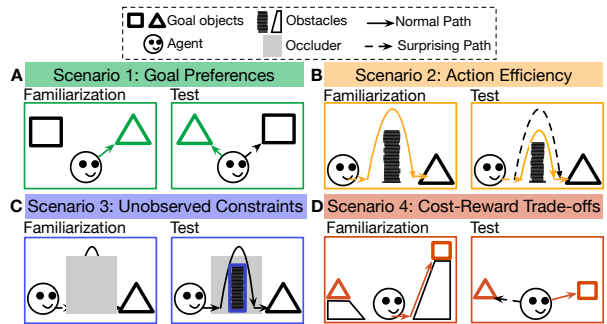 Goal objects
Obstacles
Normal Path
Agent
Occluder
Surprising Path
A Scenario 1: Goal Preferences
Familiarization
Test
B Scenario 2: Action Efficiency
Familiarization
Test
C Scenario 3: Unobserved Constraints
Familiarization
Test
D Scenario 4: Cost-Reward Trade-offs
Familiarization
Test